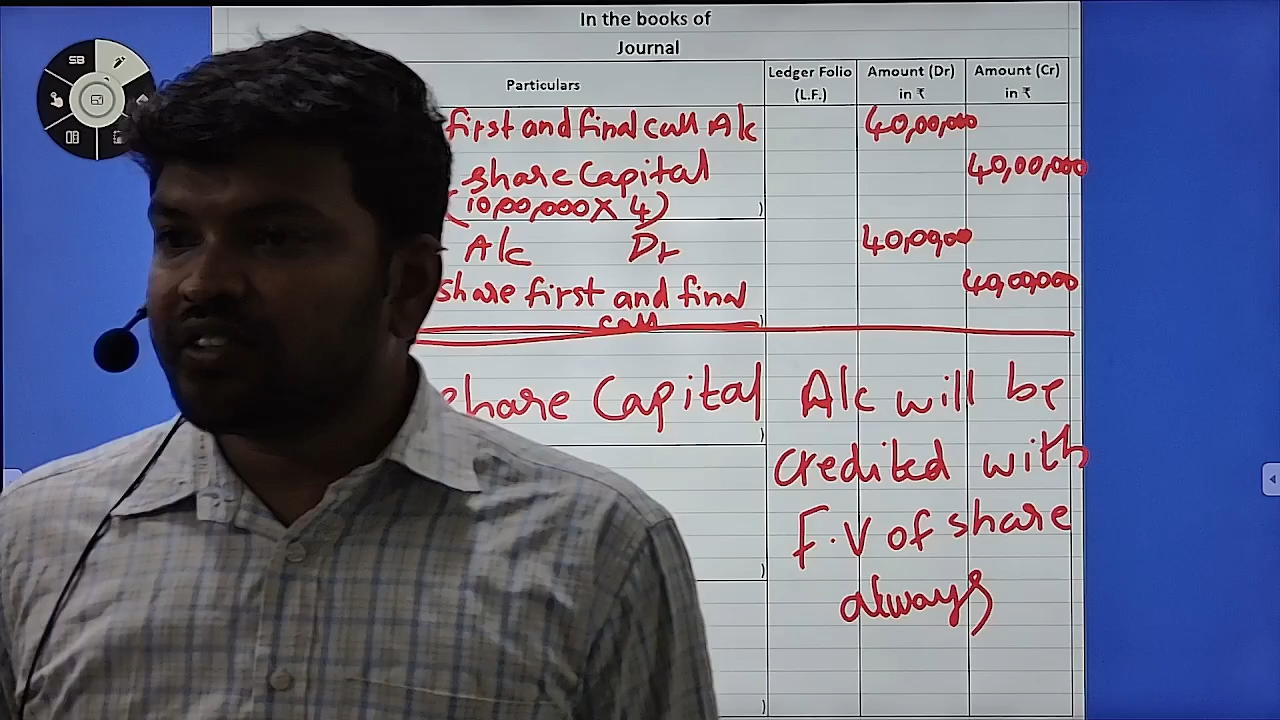 In the books of
Journal
SB
Particulars
Ledger Folio (L.F.)
Amount (Dr) in ₹
Amount (Cr) in ₹
first and final call A/c 40,00,000
share Capital 40,00,000
(10,00,000 X 4) )
A/c Dr 40,00,000
share first and final 40,00,000
call )
share Capital A/c will be
)
credited with
F.V of share
)
always
)